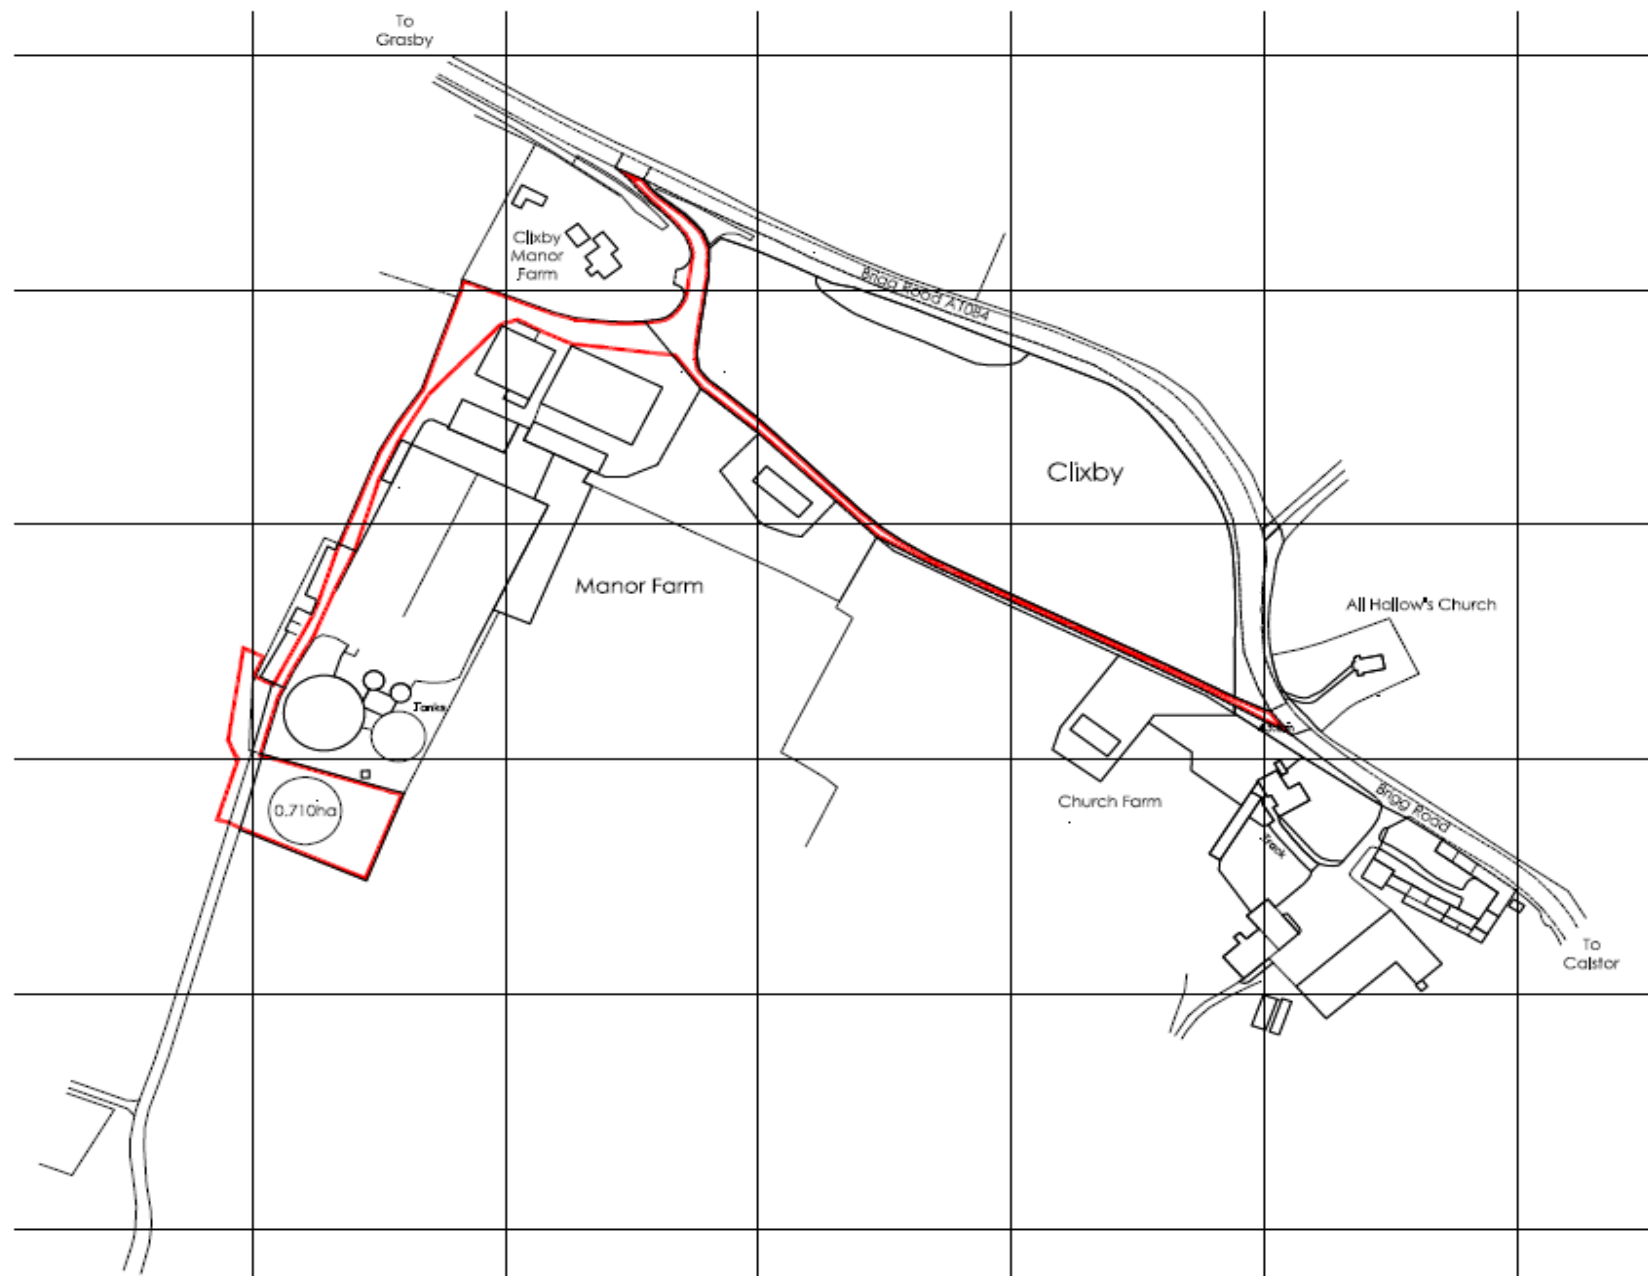 To
Grasby
Clixby
Manor
Farm
Brigg Road A1084
Clixby
Manor Farm
All Hallow's Church
Tanks
0.710ha
Church Farm
Brigg Road
Track
To
Caistor